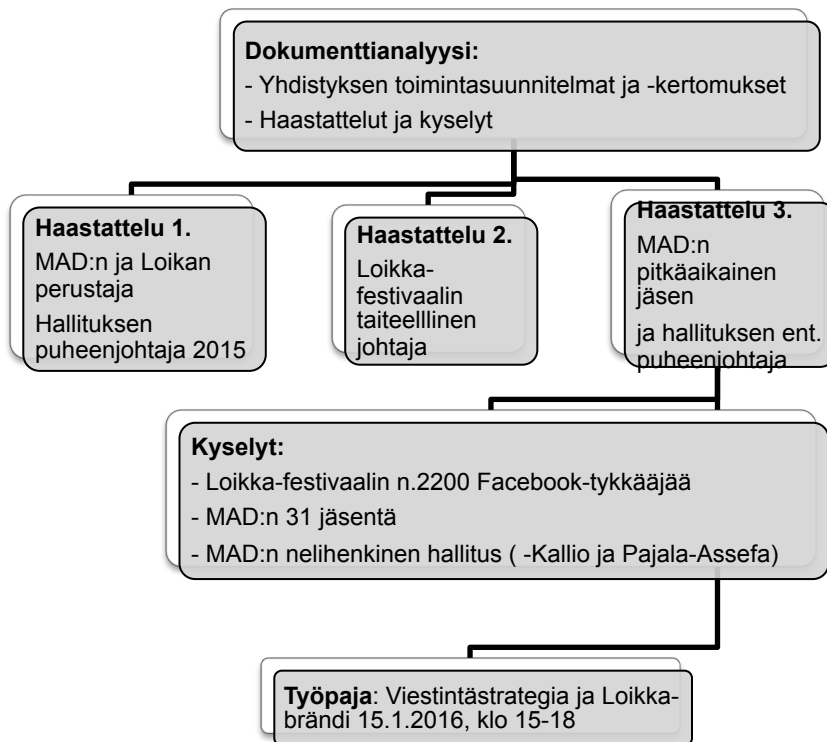 Dokumenttianalyysi:
- Yhdistyksen toimintasuunnitelmat ja -kertomukset
- Haastattelut ja kyselyt
Haastattelu 1.
MAD:n ja Loikan
perustaja
Hallituksen
puheenjohtaja 2015
Haastattelu 2.
Loikka-
festivaalin
taiteelllinen
johtaja
Haastattelu 3.
MAD:n
pitkäaikainen
jäsen
ja hallituksen ent.
puheenjohtaja
Kyselyt:
- Loikka-festivaalin n.2200 Facebook-tykkääjää
- MAD:n 31 jäsentä
- MAD:n nelihenkinen hallitus ( -Kallio ja Pajala-Assefa)
Työpaja: Viestintästrategia ja Loikka-
brändi 15.1.2016, klo 15-18